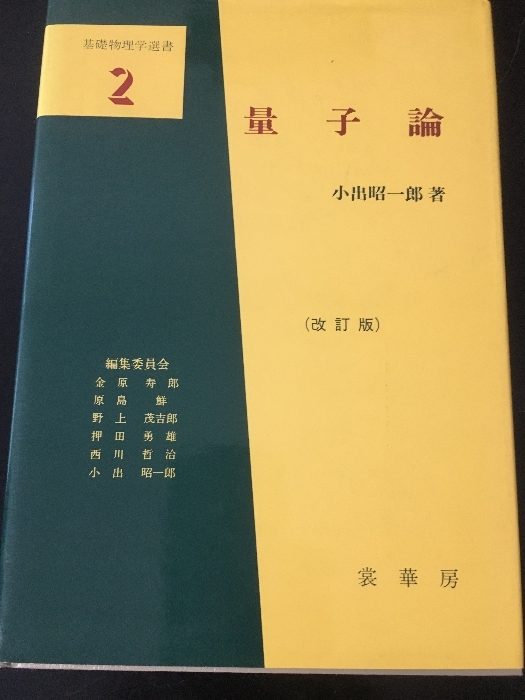 基礎物理学選書
2
量子論
小出昭一郎 著
(改訂版)
編集委員会
金原 寿郎
原島 鮮
野上 茂吉郎
押田 勇雄
西川 哲治
小出 昭一郎
裳華房